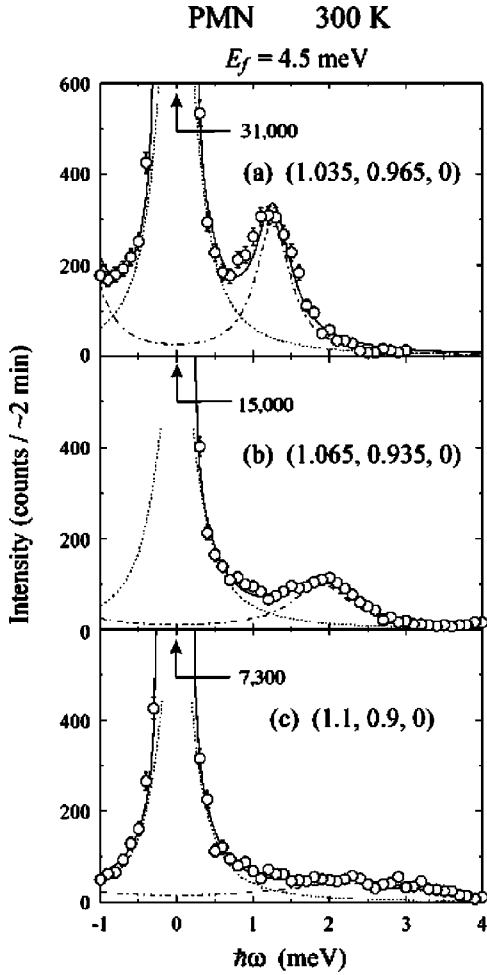 PMN 300 K
E_f = 4.5 meV
600
31,000
(a) (1.035, 0.965, 0)
400
200
0
15,000
(b) (1.065, 0.935, 0)
400
200
0
7,300
(c) (1.1, 0.9, 0)
400
200
0
-1 0 1 2 3 4
ħω (meV)
Intensity (counts / ~2 min)